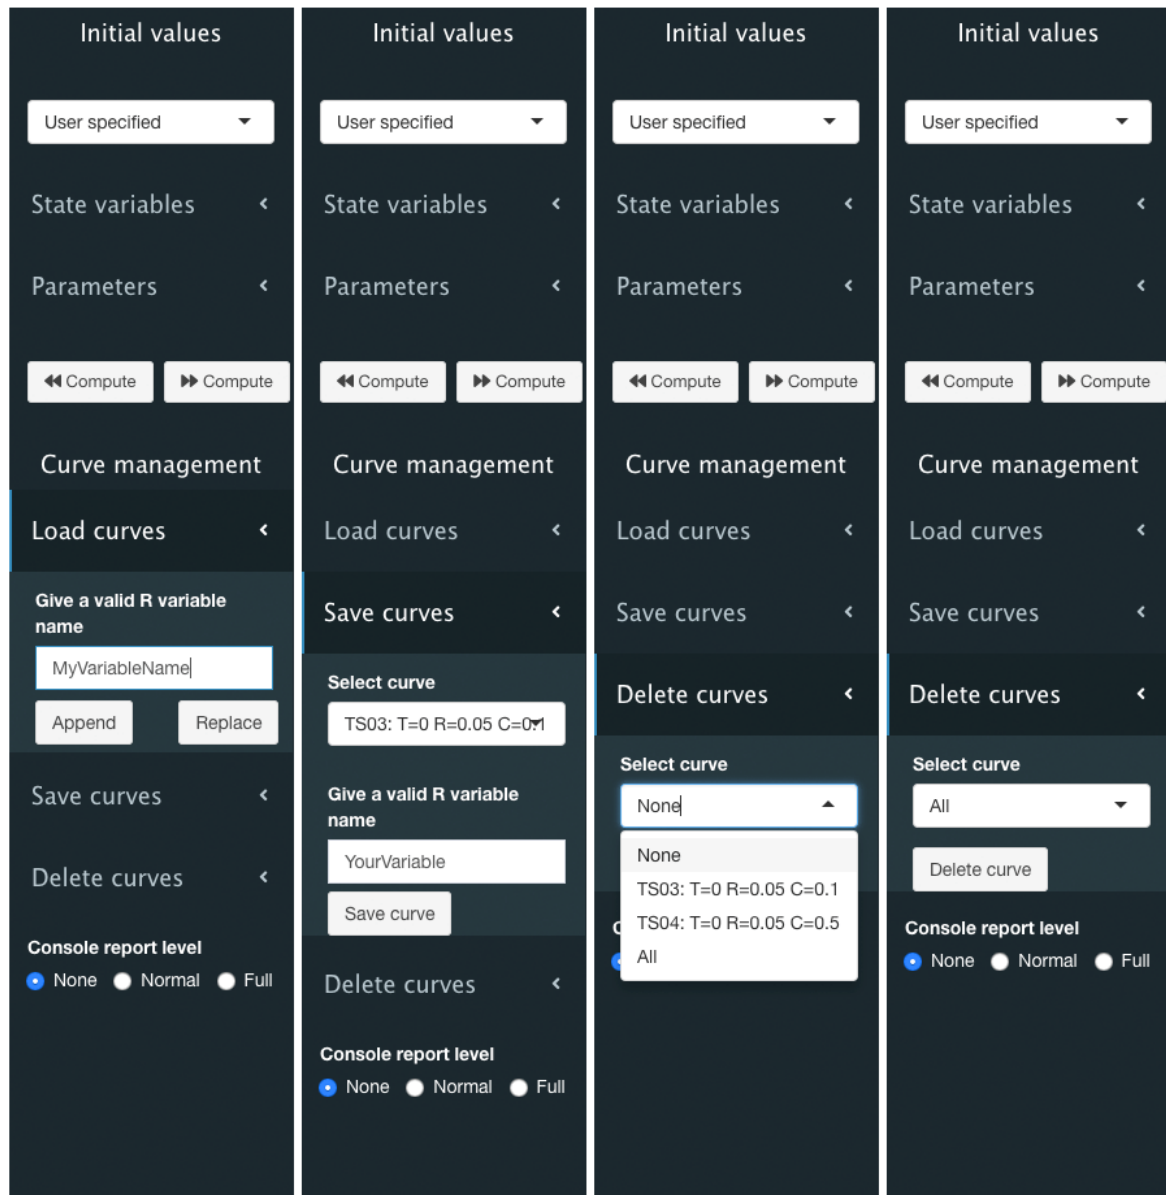 Initial values
User specified
State variables
Parameters
Compute
Compute
Curve management
Load curves
Give a valid R variable
name
MyVariableName
Append
Replace
Save curves
Delete curves
Console report level
None
Normal
Full
Initial values
User specified
State variables
Parameters
Compute
Compute
Curve management
Load curves
Save curves
Select curve
TS03: T=0 R=0.05 C=0.1
Give a valid R variable
name
YourVariable
Save curve
Delete curves
Console report level
None
Normal
Full
Initial values
User specified
State variables
Parameters
Compute
Compute
Curve management
Load curves
Save curves
Delete curves
Select curve
None
None
TS03: T=0 R=0.05 C=0.1
TS04: T=0 R=0.05 C=0.5
All
Initial values
User specified
State variables
Parameters
Compute
Compute
Curve management
Load curves
Save curves
Delete curves
Select curve
All
Delete curve
Console report level
None
Normal
Full